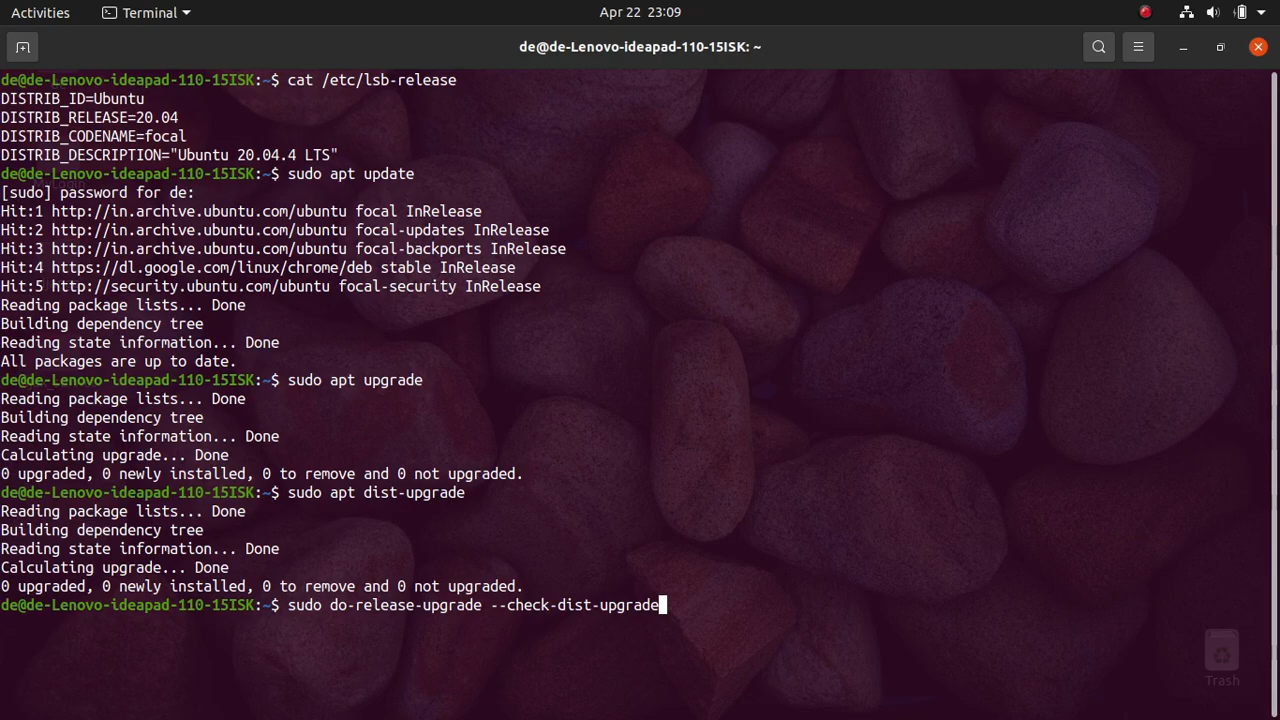 Activities Terminal Apr 22 23:09
de@de-Lenovo-ideapad-110-15ISK: ~
de@de-Lenovo-ideapad-110-15ISK:~$ cat /etc/lsb-release
DISTRIB_ID=Ubuntu
DISTRIB_RELEASE=20.04
DISTRIB_CODENAME=focal
DISTRIB_DESCRIPTION="Ubuntu 20.04.4 LTS"
de@de-Lenovo-ideapad-110-15ISK:~$ sudo apt update
[sudo] password for de:
Hit:1 http://in.archive.ubuntu.com/ubuntu focal InRelease
Hit:2 http://in.archive.ubuntu.com/ubuntu focal-updates InRelease
Hit:3 http://in.archive.ubuntu.com/ubuntu focal-backports InRelease
Hit:4 https://dl.google.com/linux/chrome/deb stable InRelease
Hit:5 http://security.ubuntu.com/ubuntu focal-security InRelease
Reading package lists... Done
Building dependency tree
Reading state information... Done
All packages are up to date.
de@de-Lenovo-ideapad-110-15ISK:~$ sudo apt upgrade
Reading package lists... Done
Building dependency tree
Reading state information... Done
Calculating upgrade... Done
0 upgraded, 0 newly installed, 0 to remove and 0 not upgraded.
de@de-Lenovo-ideapad-110-15ISK:~$ sudo apt dist-upgrade
Reading package lists... Done
Building dependency tree
Reading state information... Done
Calculating upgrade... Done
0 upgraded, 0 newly installed, 0 to remove and 0 not upgraded.
de@de-Lenovo-ideapad-110-15ISK:~$ sudo do-release-upgrade --check-dist-upgrade
Trash